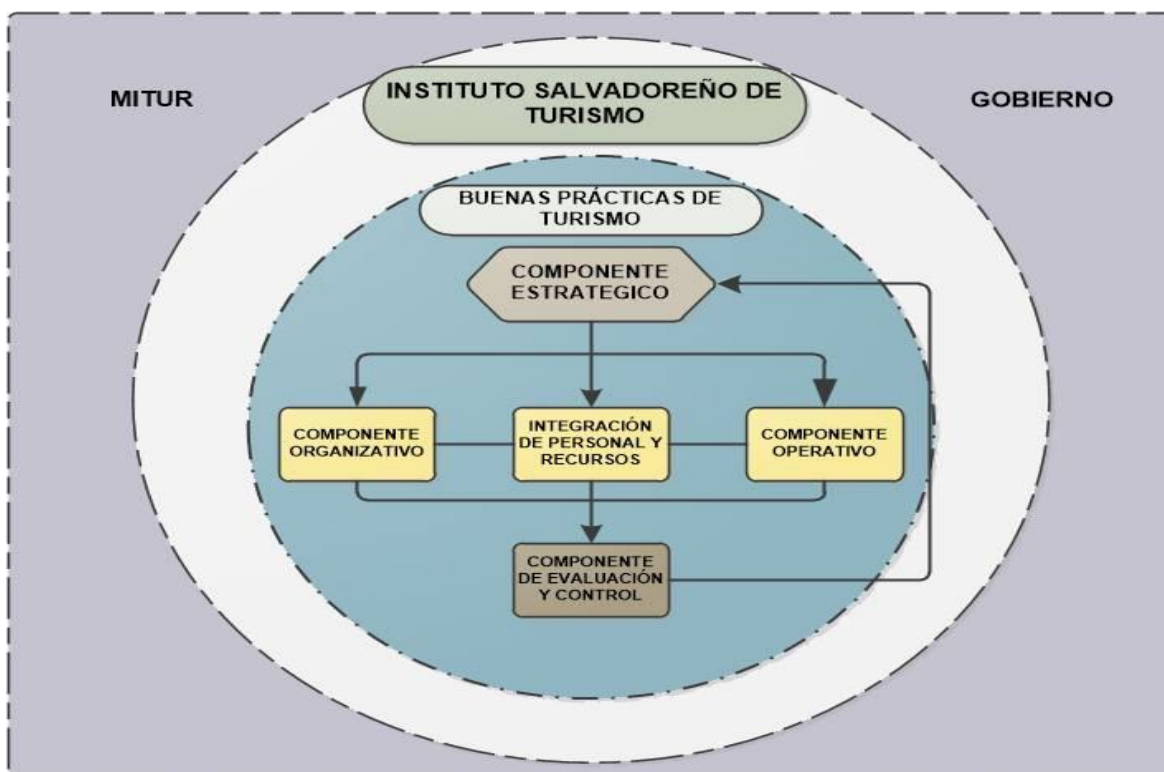 MITUR
INSTITUTO SALVADOREÑO DE
TURISMO
GOBIERNO
BUENAS PRÁCTICAS DE
TURISMO
COMPONENTE
ESTRATEGICO
COMPONENTE
ORGANIZATIVO
INTEGRACIÓN
DE PERSONAL Y
RECURSOS
COMPONENTE
OPERATIVO
COMPONENTE
DE EVALUACIÓN
Y CONTROL